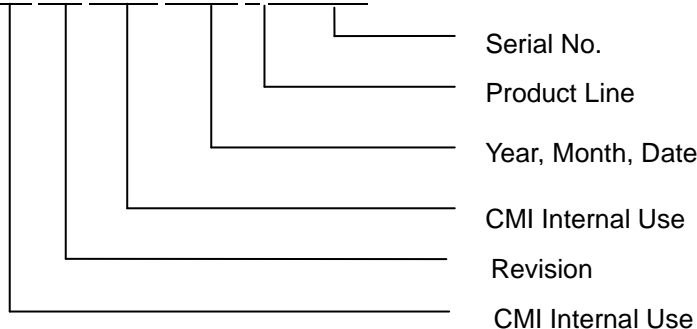 Serial No.
Product Line
Year, Month, Date
CMI Internal Use
Revision
CMI Internal Use